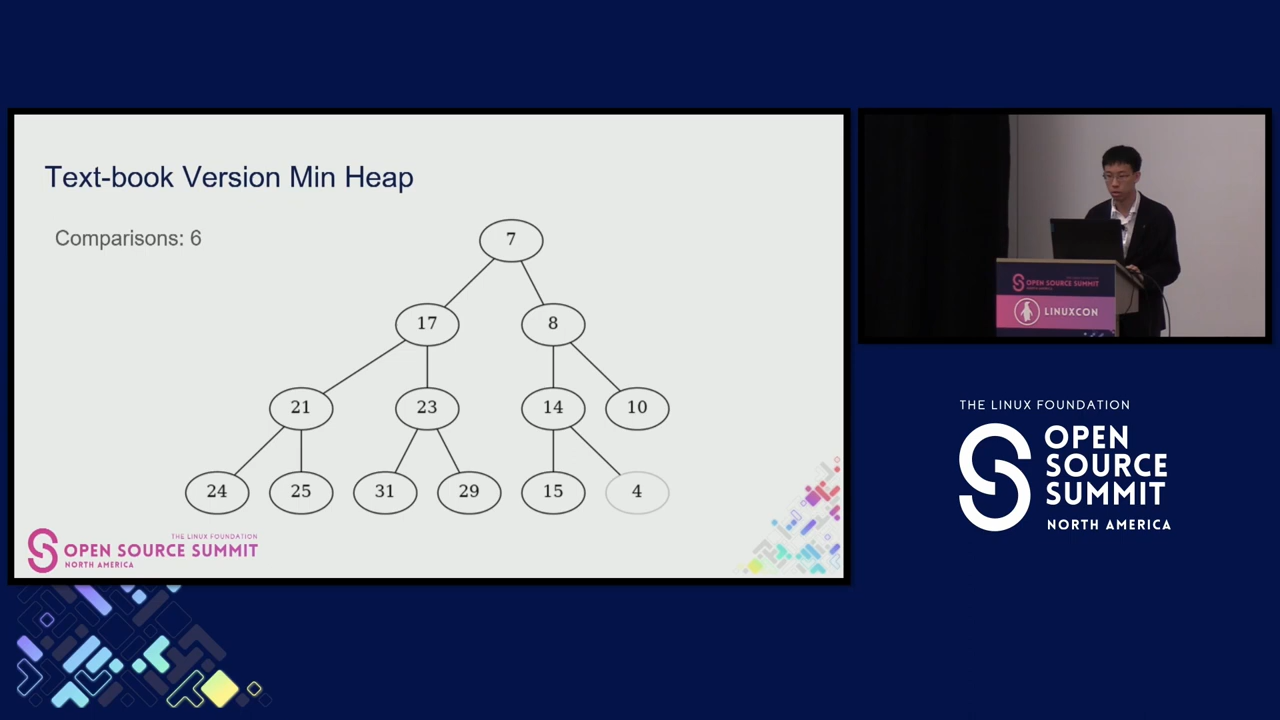 Text-book Version Min Heap
Comparisons: 6
7
17 8
21 23 14 10
24 25 31 29 15 4
THE LINUX FOUNDATION
OPEN SOURCE SUMMIT
NORTH AMERICA
OPEN SOURCE SUMMIT
NORTH AMERICA
LINUXCON
THE LINUX FOUNDATION
OPEN
SOURCE
SUMMIT
NORTH AMERICA